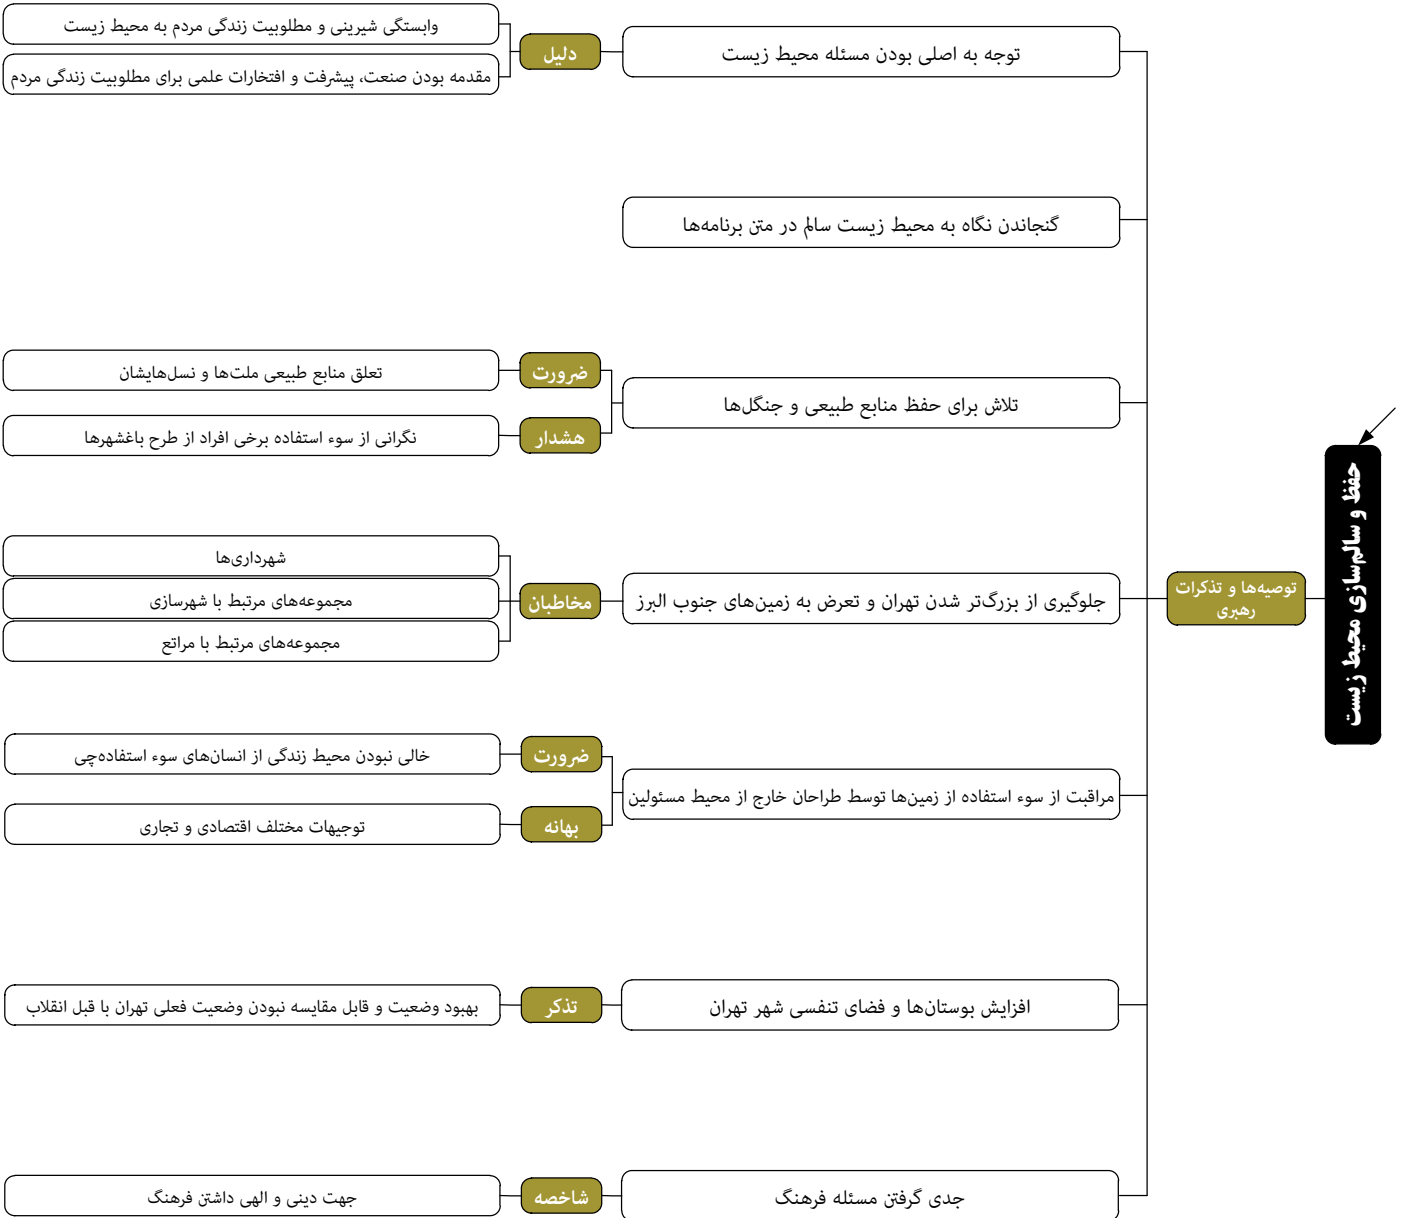 حفظ و سالم‌سازی محیط زیست
توصیه‌ها و تذکرات
رهبری
توجه به اصلی بودن مسئله محیط زیست
دلیل
وابستگی شیرینی و مطلوبیت زندگی مردم به محیط زیست
مقدمه بودن صنعت، پیشرفت و افتخارات علمی برای مطلوبیت زندگی مردم
گنجاندن نگاه به محیط زیست سالم در متن برنامه‌ها
تلاش برای حفظ منابع طبیعی و جنگل‌ها
ضرورت
تعلق منابع طبیعی ملت‌ها و نسل‌هایشان
هشدار
نگرانی از سوء استفاده برخی افراد از طرح باغشهرها
جلوگیری از بزرگ‌تر شدن تهران و تعرض به زمین‌های جنوب البرز
مخاطبان
شهرداری‌ها
مجموعه‌های مرتبط با شهرسازی
مجموعه‌های مرتبط با مراتع
مراقبت از سوء استفاده از زمین‌ها توسط طراحان خارج از محیط مسئولین
ضرورت
خالی نبودن محیط زندگی از انسان‌های سوء استفاده‌چی
بهانه
توجیهات مختلف اقتصادی و تجاری
افزایش بوستان‌ها و فضای تنفسی شهر تهران
تذکر
بهبود وضعیت و قابل مقایسه نبودن وضعیت فعلی تهران با قبل انقلاب
جدی گرفتن مسئله فرهنگ
شاخصه
جهت دینی و الهی داشتن فرهنگ